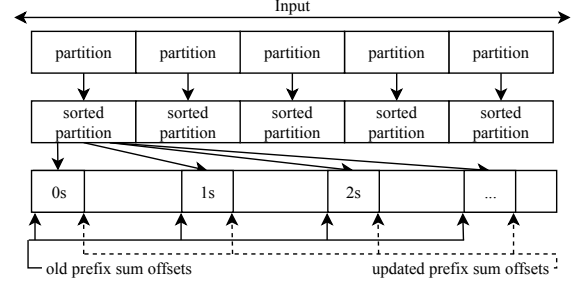 Input
partition partition partition partition partition
sorted sorted sorted sorted sorted
partition partition partition partition partition
0s 1s 2s ...
old prefix sum offsets updated prefix sum offsets